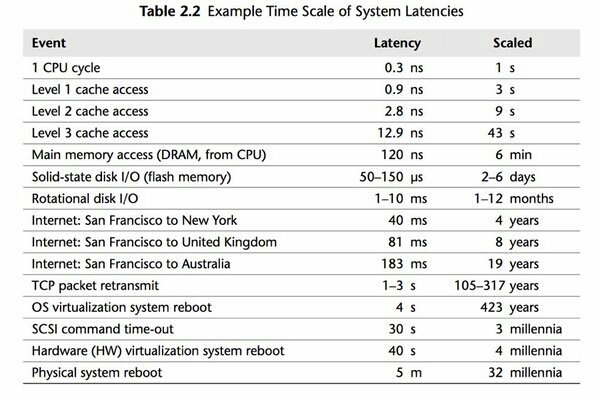 Table 2.2 Example Time Scale of System Latencies
Event Latency Scaled
1 CPU cycle 0.3 ns 1 s
Level 1 cache access 0.9 ns 3 s
Level 2 cache access 2.8 ns 9 s
Level 3 cache access 12.9 ns 43 s
Main memory access (DRAM, from CPU) 120 ns 6 min
Solid-state disk I/O (flash memory) 50–150 μs 2–6 days
Rotational disk I/O 1–10 ms 1–12 months
Internet: San Francisco to New York 40 ms 4 years
Internet: San Francisco to United Kingdom 81 ms 8 years
Internet: San Francisco to Australia 183 ms 19 years
TCP packet retransmit 1–3 s 105–317 years
OS virtualization system reboot 4 s 423 years
SCSI command time-out 30 s 3 millennia
Hardware (HW) virtualization system reboot 40 s 4 millennia
Physical system reboot 5 m 32 millennia